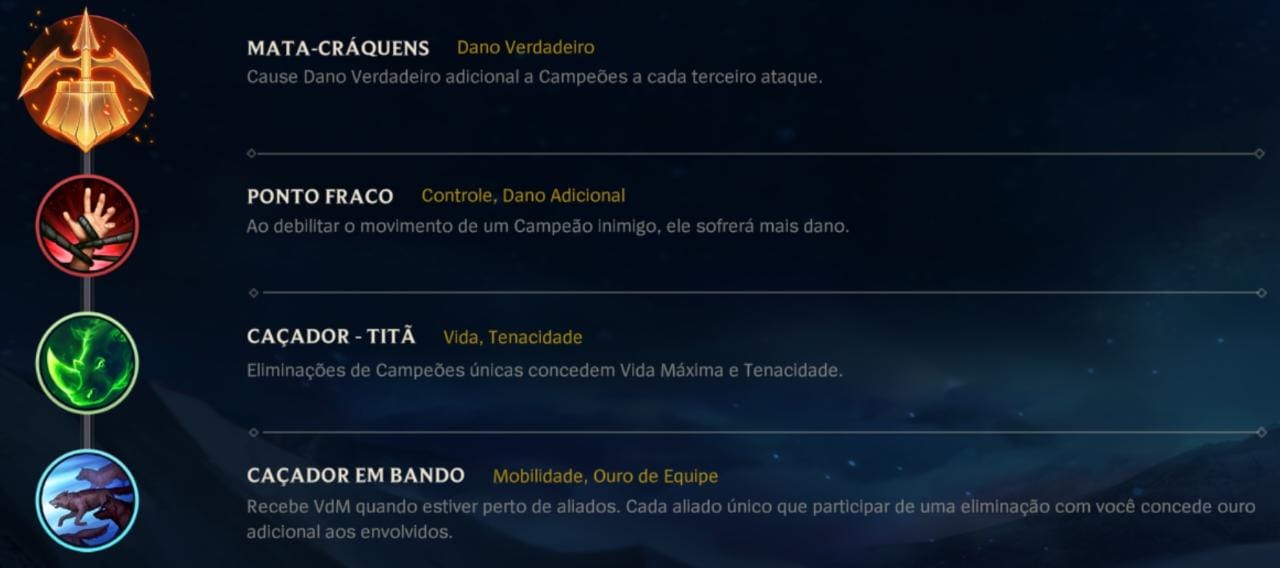 MATA-CRÁQUENS Dano Verdadeiro
Cause Dano Verdadeiro adicional a Campeões a cada terceiro ataque.
PONTO FRACO Controle, Dano Adicional
Ao debilitar o movimento de um Campeão inimigo, ele sofrerá mais dano.
CAÇADOR - TITÃ Vida, Tenacidade
Eliminações de Campeões únicas concedem Vida Máxima e Tenacidade.
CAÇADOR EM BANDO Mobilidade, Ouro de Equipe
Recebe VdM quando estiver perto de aliados. Cada aliado único que participar de uma eliminação com você concede ouro
adicional aos envolvidos.